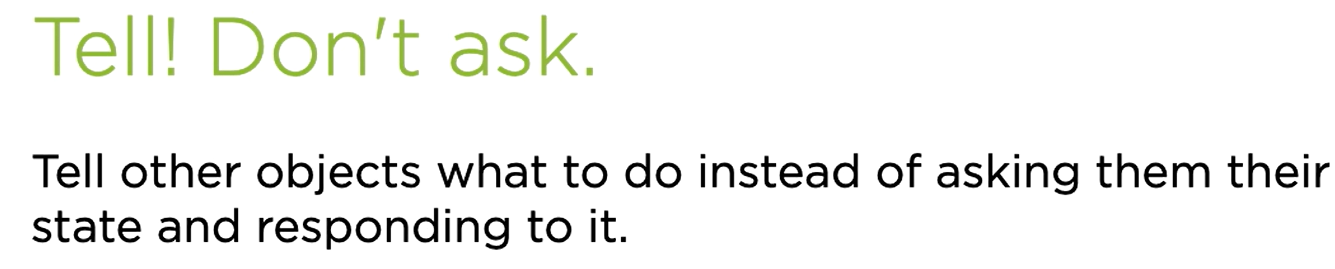 Tell! Don't ask.
Tell other objects what to do instead of asking them their
state and responding to it.